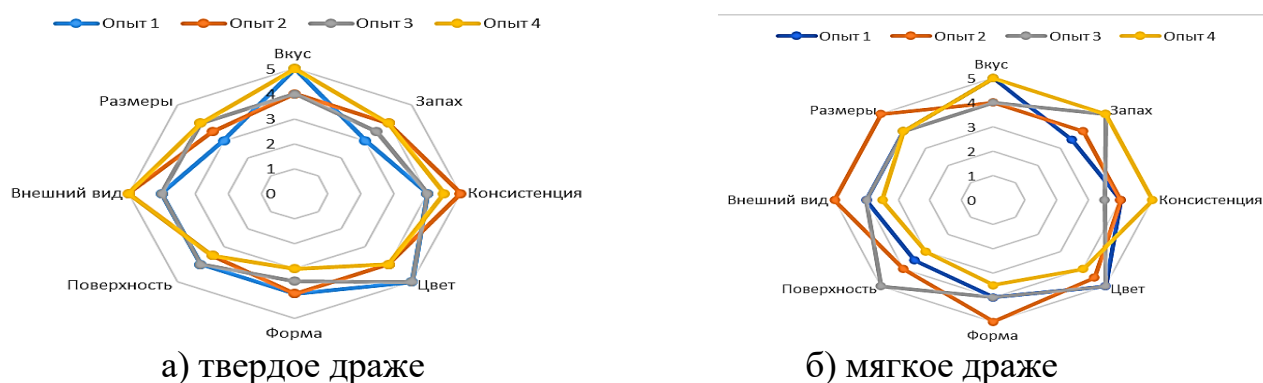 Опыт 1 Опыт 2 Опыт 3 Опыт 4
Вкус
5
Размеры 4 Запах
3
2
1
Внешний вид 0 Консистенция
Поверхность Цвет
Форма
а) твердое драже
Опыт 1 Опыт 2 Опыт 3 Опыт 4
Вкус
5
Размеры 4 Запах
3
2
1
Внешний вид 0 Консистенция
Поверхность Цвет
Форма
б) мягкое драже